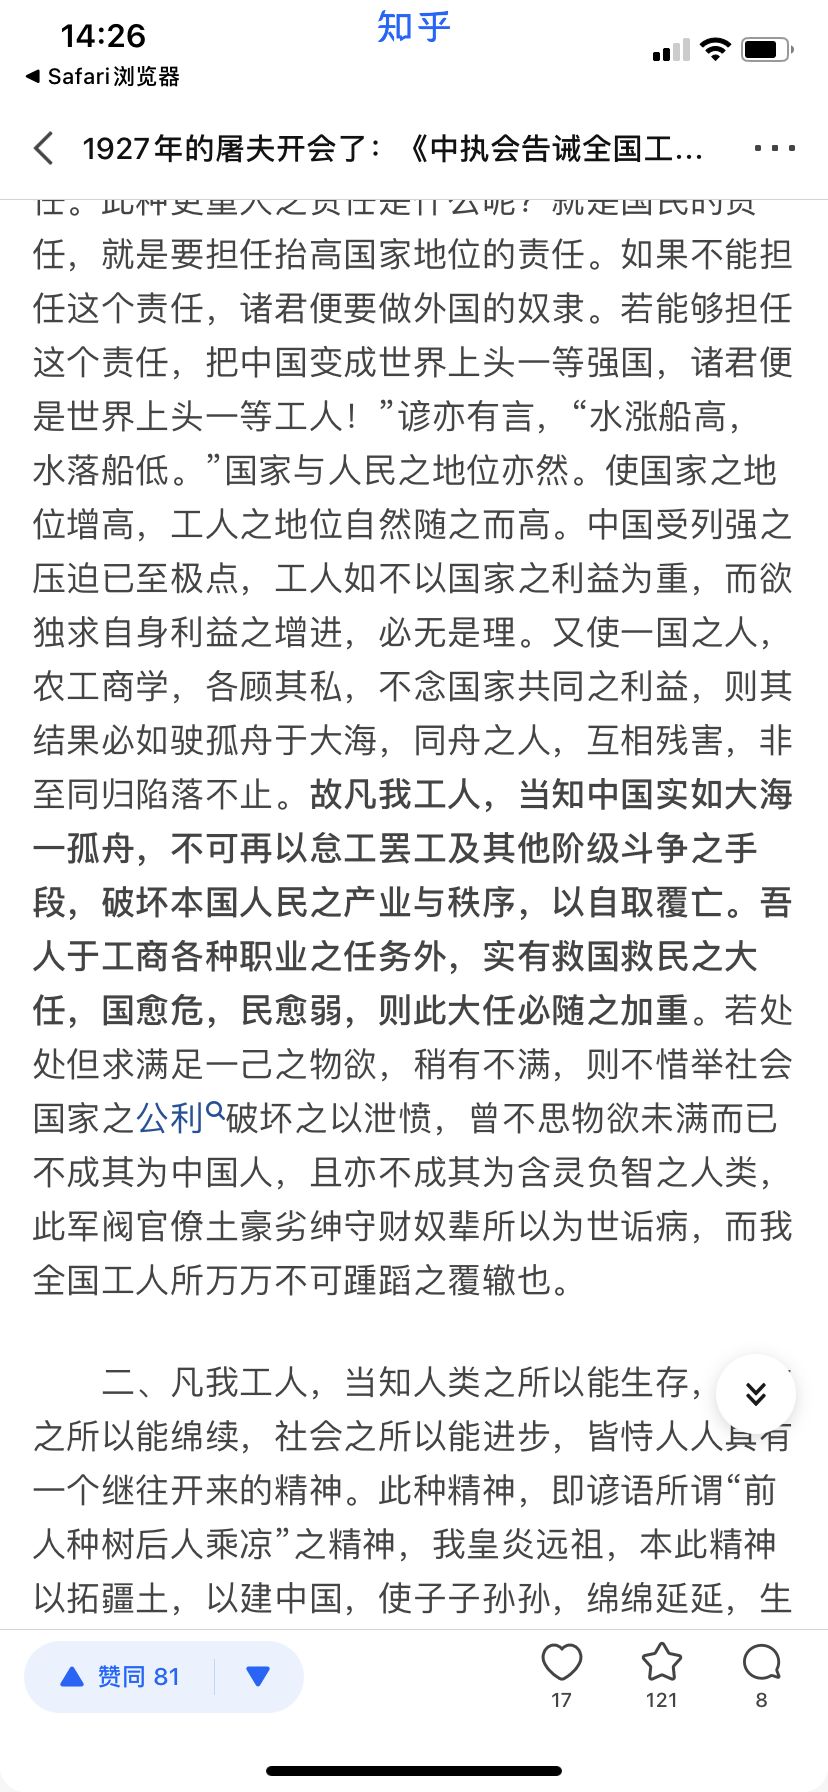 14:26
知乎
◀ Safari浏览器
1927年的屠夫开会了：《中执会告诫全国工...
任。此种更重大之责任是什么呢？就是国民的责
任，就是要担任抬高国家地位的责任。如果不能担
任这个责任，诸君便要做外国的奴隶。若能够担任
这个责任，把中国变成世界上头一等强国，诸君便
是世界上头一等工人！”谚亦有言，“水涨船高，
水落船低。”国家与人民之地位亦然。使国家之地
位增高，工人之地位自然随之而高。中国受列强之
压迫已至极点，工人如不以国家之利益为重，而欲
独求自身利益之增进，必无是理。又使一国之人，
农工商学，各顾其私，不念国家共同之利益，则其
结果必如驶孤舟于大海，同舟之人，互相残害，非
至同归陷落不止。故凡我工人，当知中国实如大海
一孤舟，不可再以怠工罢工及其他阶级斗争之手
段，破坏本国人民之产业与秩序，以自取覆亡。吾
人于工商各种职业之任务外，实有救国救民之大
任，国愈危，民愈弱，则此大任必随之加重。若处
处但求满足一己之物欲，稍有不满，则不惜举社会
国家之公利破坏之以泄愤，曾不思物欲未满而已
不成其为中国人，且亦不成其为含灵负智之人类，
此军阀官僚土豪劣绅守财奴辈所以为世诟病，而我
全国工人所万万不可踵蹈之覆辙也。
二、凡我工人，当知人类之所以能生存，
之所以能绵续，社会之所以能进步，皆恃人人具有
一个继往开来的精神。此种精神，即谚语所谓“前
人种树后人乘凉”之精神，我皇炎远祖，本此精神
以拓疆土，以建中国，使子子孙孙，绵绵延延，生
赞同 81
17
121
8